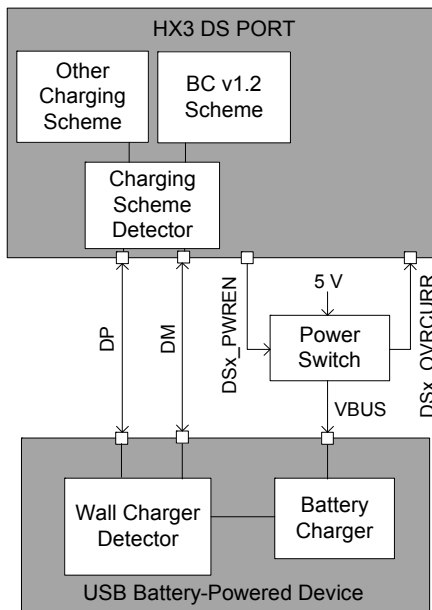 HX3 DS PORT
Other
Charging
Scheme
BC v1.2
Scheme
Charging
Scheme
Detector
DP
DM
DSx_PWREN
5 V
Power
Switch
DSx_OVRCURR
VBUS
Wall Charger
Detector
Battery
Charger
USB Battery-Powered Device